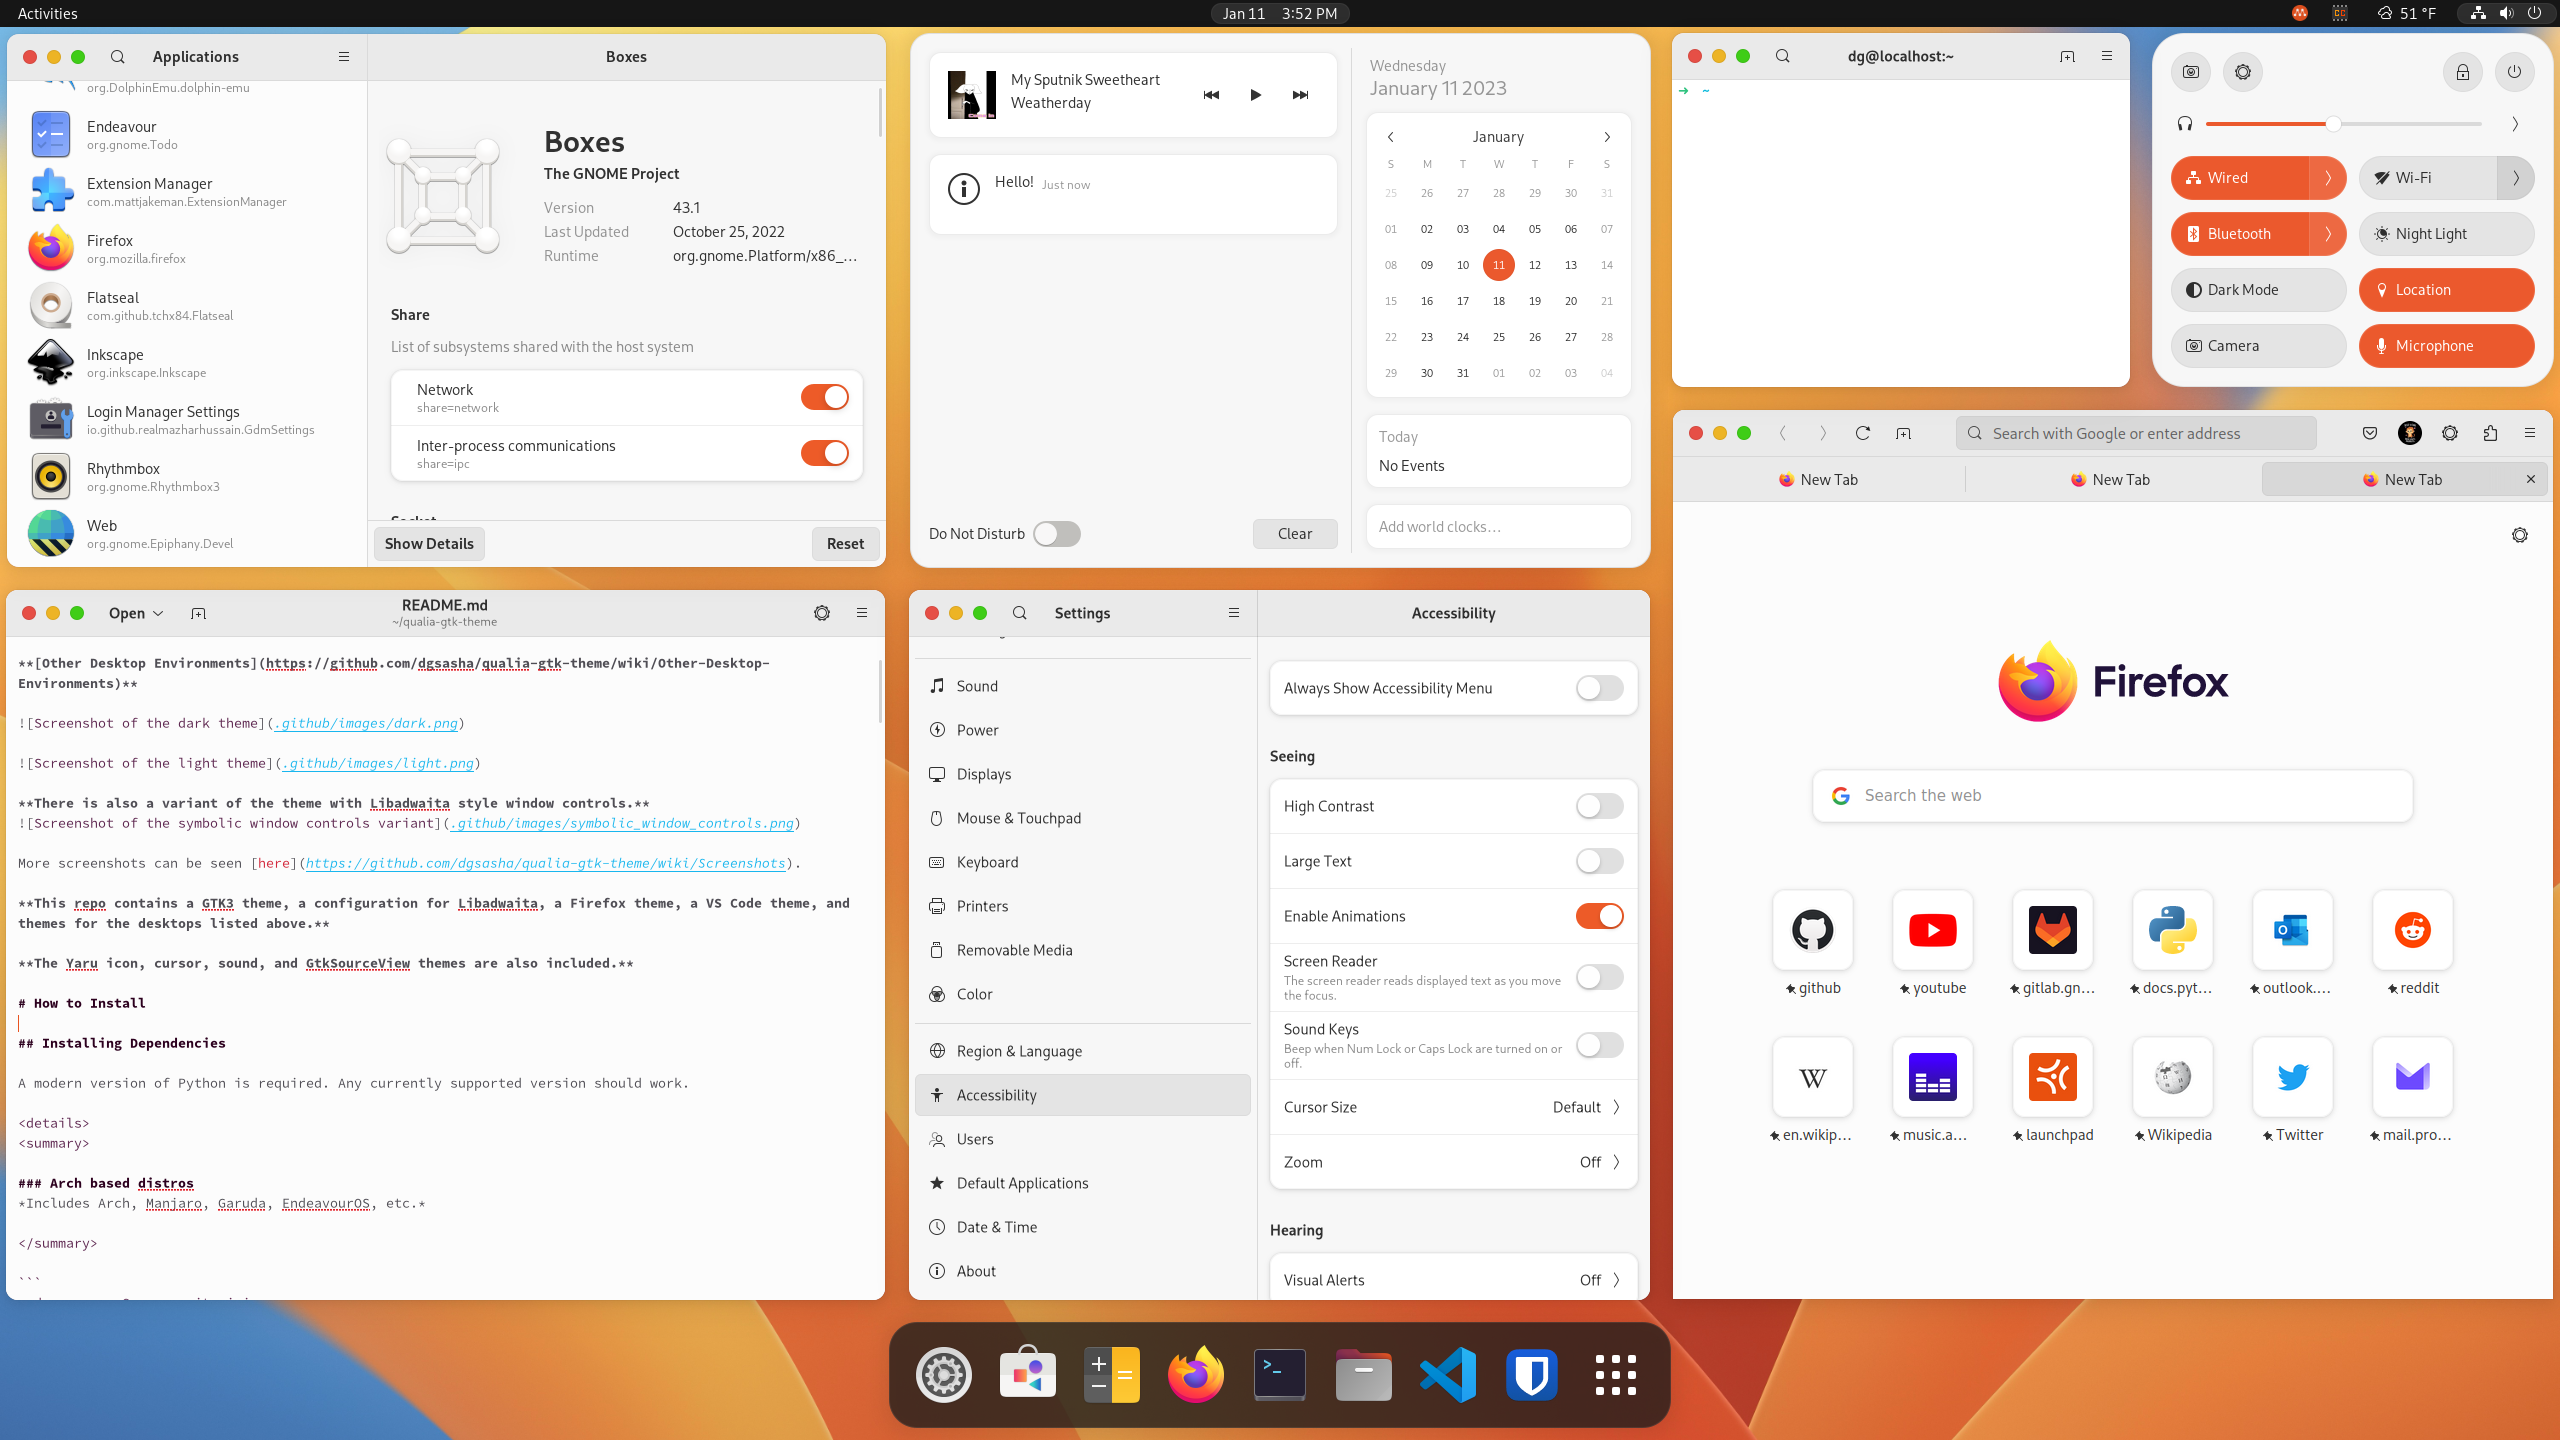 Activities
Jan 11 3:52 PM
51 °F
Applications
Boxes
org.DolphinEmu.dolphin-emu
Endeavour
org.gnome.Todo
Extension Manager
com.mattjakeman.ExtensionManager
Firefox
org.mozilla.firefox
Flatseal
com.github.tchx84.Flatseal
Inkscape
org.inkscape.Inkscape
Login Manager Settings
io.github.realmazharhussain.GdmSettings
Rhythmbox
org.gnome.Rhythmbox3
Web
org.gnome.Epiphany.Devel
Boxes
The GNOME Project
Version 43.1
Last Updated October 25, 2022
Runtime org.gnome.Platform/x86_...
Share
List of subsystems shared with the host system
Network
share=network
Inter-process communications
share=ipc
Socket
Show Details
Reset
My Sputnik Sweetheart
Weatherday
Hello! Just now
Do Not Disturb
Clear
Wednesday
January 11 2023
January
S M T W T F S
25 26 27 28 29 30 31
01 02 03 04 05 06 07
08 09 10 11 12 13 14
15 16 17 18 19 20 21
22 23 24 25 26 27 28
29 30 31 01 02 03 04
Today
No Events
Add world clocks...
dg@localhost:~
➜ ~
Wired
Wi-Fi
Bluetooth
Night Light
Dark Mode
Location
Camera
Microphone
Open
README.md
~/qualia-gtk-theme
**[Other Desktop Environments](https://github.com/dgsasha/qualia-gtk-theme/wiki/Other-Desktop-
Environments)**
![Screenshot of the dark theme](.github/images/dark.png)
![Screenshot of the light theme](.github/images/light.png)
**There is also a variant of the theme with Libadwaita style window controls.**
![Screenshot of the symbolic window controls variant](.github/images/symbolic_window_controls.png)
More screenshots can be seen [here](https://github.com/dgsasha/qualia-gtk-theme/wiki/Screenshots).
**This repo contains a GTK3 theme, a configuration for Libadwaita, a Firefox theme, a VS Code theme, and
themes for the desktops listed above.**
**The Yaru icon, cursor, sound, and GtkSourceView themes are also included.**
# How to Install
## Installing Dependencies
A modern version of Python is required. Any currently supported version should work.
<details>
<summary>
### Arch based distros
*Includes Arch, Manjaro, Garuda, EndeavourOS, etc.*
</summary>
```
Settings
Accessibility
Sound
Power
Displays
Mouse & Touchpad
Keyboard
Printers
Removable Media
Color
Region & Language
Accessibility
Users
Default Applications
Date & Time
About
Always Show Accessibility Menu
Seeing
High Contrast
Large Text
Enable Animations
Screen Reader
The screen reader reads displayed text as you move
the focus.
Sound Keys
Beep when Num Lock or Caps Lock are turned on or
off.
Cursor Size Default
Zoom Off
Hearing
Visual Alerts Off
Search with Google or enter address
New Tab
New Tab
New Tab
Firefox
Search the web
github
youtube
gitlab.gn...
docs.pyt...
outlook....
reddit
W
en.wikip...
music.a...
launchpad
Wikipedia
Twitter
mail.pro...